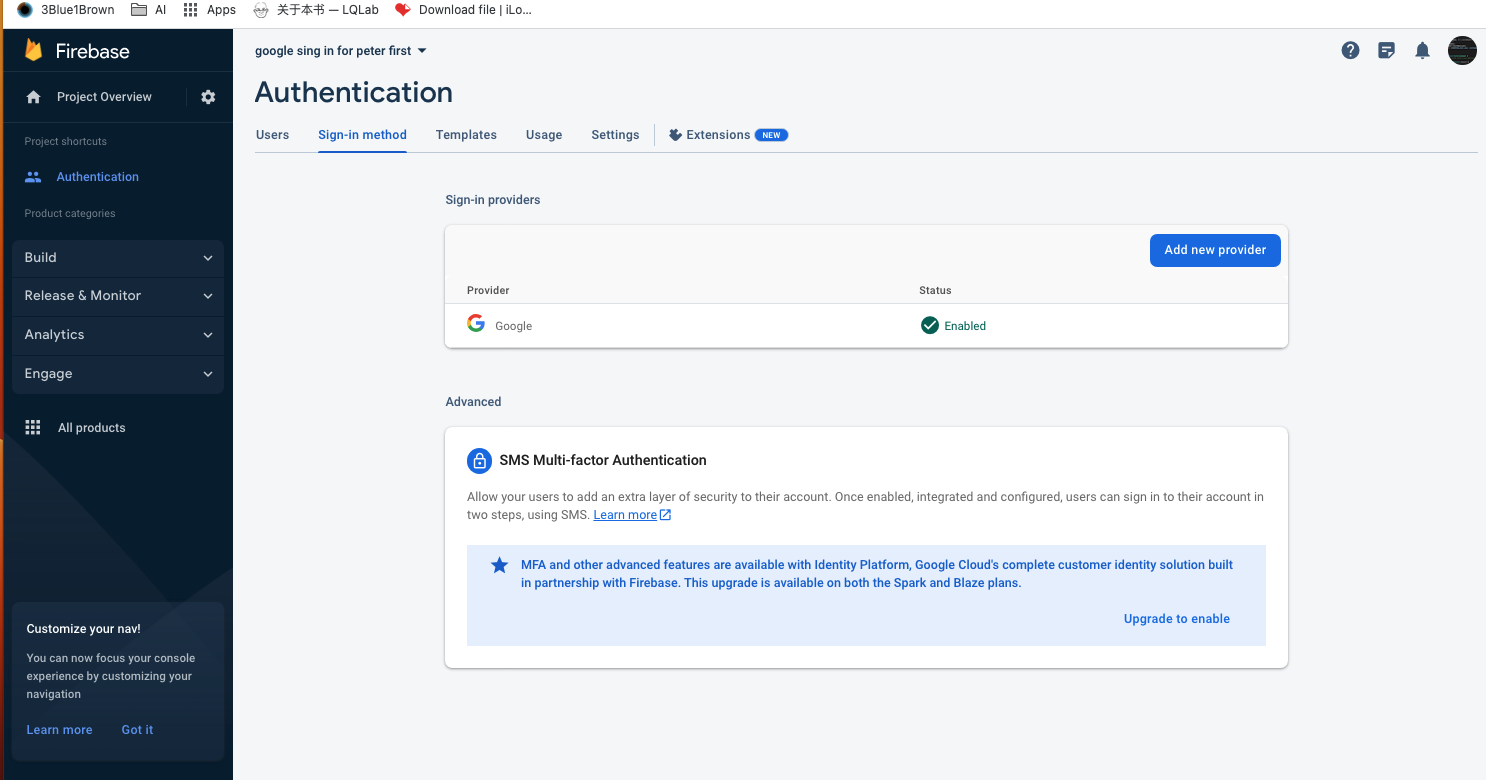 3Blue1Brown AI Apps 关于本书 — LQLab Download file | iLo...
Firebase
Project Overview
Project shortcuts
Authentication
Product categories
Build
Release & Monitor
Analytics
Engage
All products
Customize your nav!
You can now focus your console
experience by customizing your
navigation
Learn more Got it
google sing in for peter first
Authentication
Users Sign-in method Templates Usage Settings Extensions NEW
Sign-in providers
Add new provider
Provider Status
Google Enabled
Advanced
SMS Multi-factor Authentication
Allow your users to add an extra layer of security to their account. Once enabled, integrated and configured, users can sign in to their account in
two steps, using SMS. Learn more
MFA and other advanced features are available with Identity Platform, Google Cloud's complete customer identity solution built
in partnership with Firebase. This upgrade is available on both the Spark and Blaze plans.
Upgrade to enable